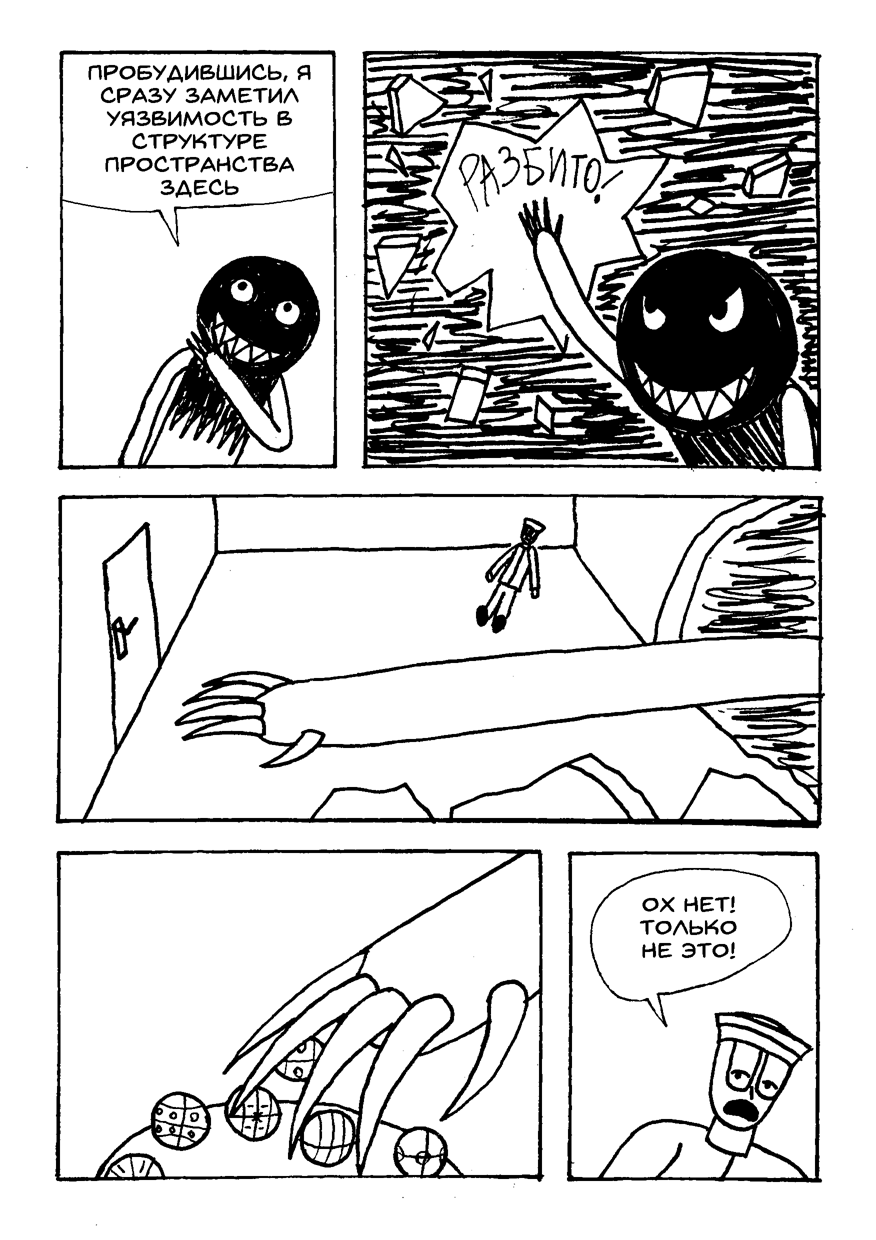 ПРОБУДИВШИСЬ, Я
СРАЗУ ЗАМЕТИЛ
УЯЗВИМОСТЬ В
СТРУКТУРЕ
ПРОСТРАНСТВА
ЗДЕСЬ
РАЗБИТО!
ОХ НЕТ!
ТОЛЬКО
НЕ ЭТО!